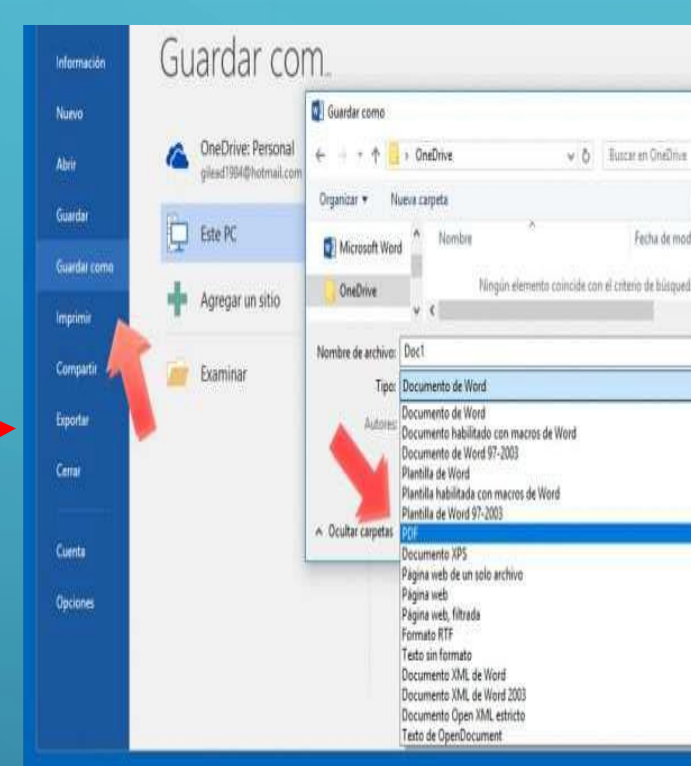 Información
Nuevo
Abrir
Guardar
Guardar como
Imprimir
Compartir
Exportar
Cerrar
Cuenta
Opciones
Guardar com...
OneDrive: Personal
gilead1984@hotmail.com
Este PC
Agregar un sitio
Examinar
Guardar como
OneDrive
Buscar en OneDrive
Organizar
Nueva carpeta
Microsoft Word
OneDrive
Nombre
Fecha de mod
Ningún elemento coincide con el criterio de búsqued
Nombre de archivo: Doc1
Tipo: Documento de Word
Autores:
Documento de Word
Documento habilitado con macros de Word
Documento de Word 97-2003
Plantilla de Word
Plantilla habilitada con macros de Word
Plantilla de Word 97-2003
PDF
Documento XPS
Página web de un solo archivo
Página web
Página web, filtrada
Formato RTF
Texto sin formato
Documento XML de Word
Documento XML de Word 2003
Documento Open XML estricto
Texto de OpenDocument
Ocultar carpetas